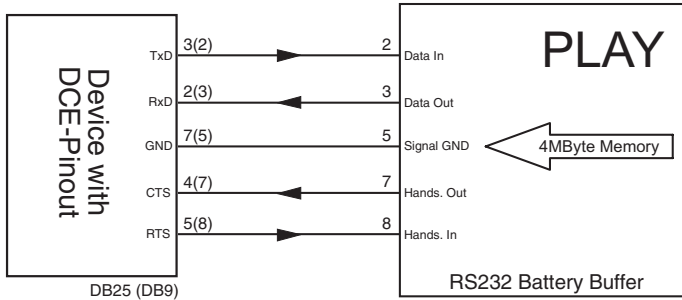 Device with
DCE-Pinout
TxD 3(2) 2 Data In
RxD 2(3) 3 Data Out
GND 7(5) 5 Signal GND
CTS 4(7) 7 Hands. Out
RTS 5(8) 8 Hands. In
PLAY
4MByte Memory
DB25 (DB9)
RS232 Battery Buffer